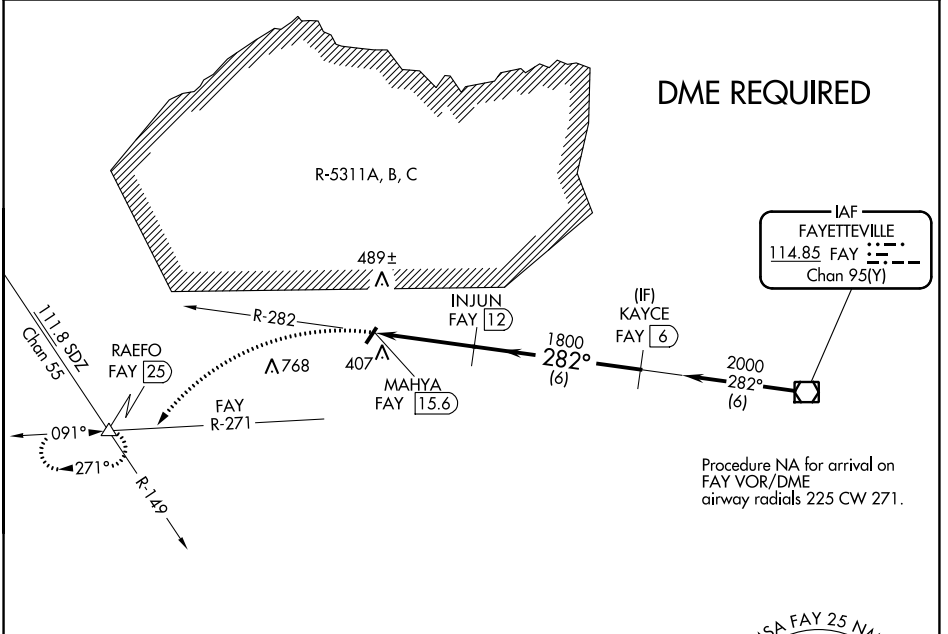 DME REQUIRED
R-5311A, B, C
IAF
FAYETTEVILLE
114.85 FAY
Chan 95(Y)
489±
INJUN
FAY 12
(IF)
KAYCE
FAY 6
R-282
111.8 SDZ
Chan 55
RAEFO
FAY 25
768
407
MAHYA
FAY 15.6
1800
282°
(6)
2000
282°
(6)
FAY
R-271
091°
271°
R-149
Procedure NA for arrival on
FAY VOR/DME
airway radials 225 CW 271.
SA FAY 25 N